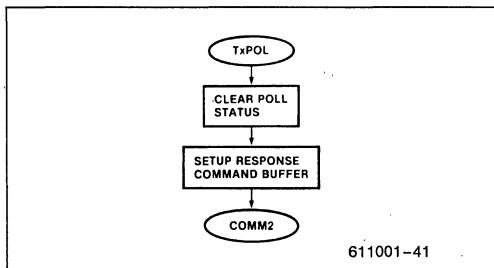 TxPOL
CLEAR POLL
STATUS
SETUP RESPONSE
COMMAND BUFFER
COMM2
611001-41